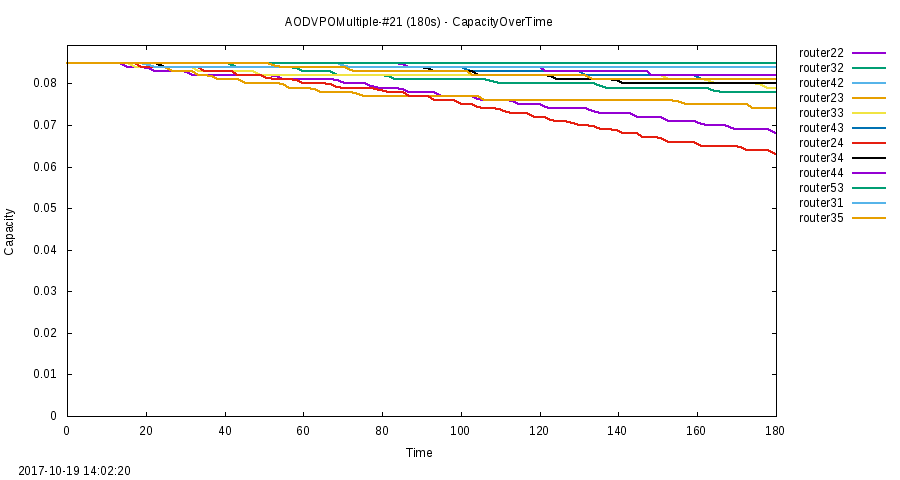 AODVPOMultiple-#21 (180s) - CapacityOverTime
router22
router32
router42
router23
router33
router43
router24
router34
router44
router53
router31
router35
Capacity
0.08
0.07
0.06
0.05
0.04
0.03
0.02
0.01
0
0 20 40 60 80 100 120 140 160 180
Time
2017-10-19 14:02:20